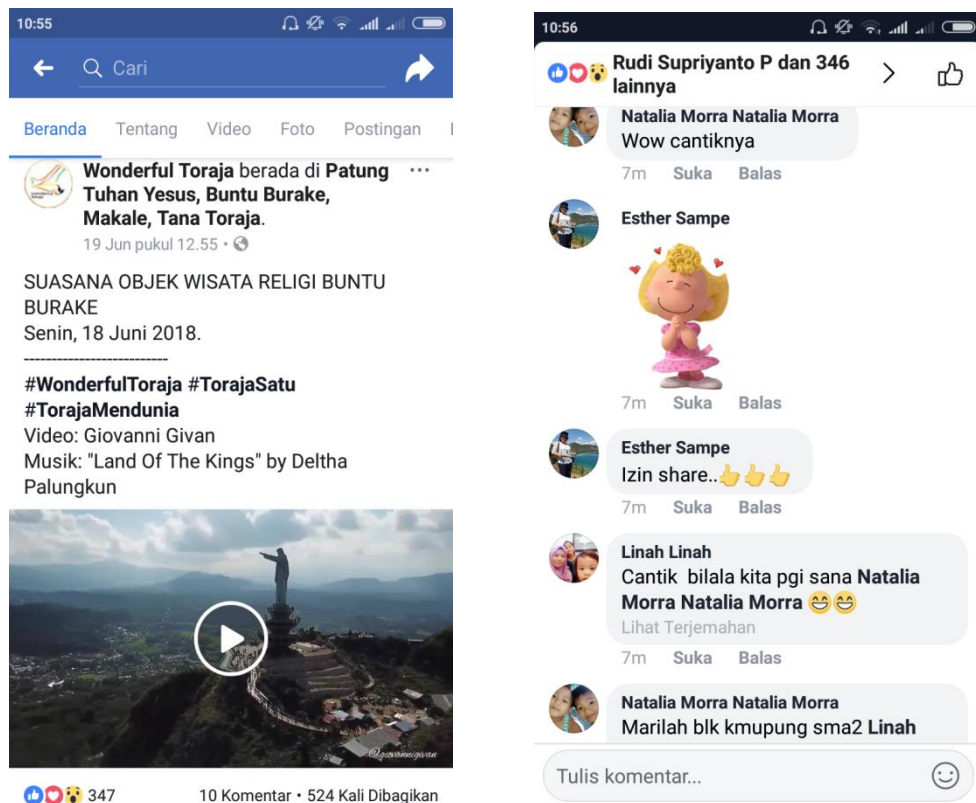 10:55
Cari
Beranda Tentang Video Foto Postingan
Wonderful Toraja berada di Patung
Tuhan Yesus, Buntu Burake,
Makale, Tana Toraja.
19 Jun pukul 12.55
SUASANA OBJEK WISATA RELIGI BUNTU
BURAKE
Senin, 18 Juni 2018.
--------------------------
#WonderfulToraja #TorajaSatu
#TorajaMendunia
Video: Giovanni Givan
Musik: "Land Of The Kings" by Deltha
Palungkun
@giovannigivan
347 10 Komentar • 524 Kali Dibagikan
10:56
Rudi Supriyanto P dan 346
lainnya
Natalia Morra Natalia Morra
Wow cantiknya
7m Suka Balas
Esther Sampe
7m Suka Balas
Esther Sampe
Izin share..👍👍👍
7m Suka Balas
Linah Linah
Cantik bilala kita pgi sana Natalia
Morra Natalia Morra 😁😁
Lihat Terjemahan
7m Suka Balas
Natalia Morra Natalia Morra
Marilah blk kmupung sma2 Linah
Tulis komentar...